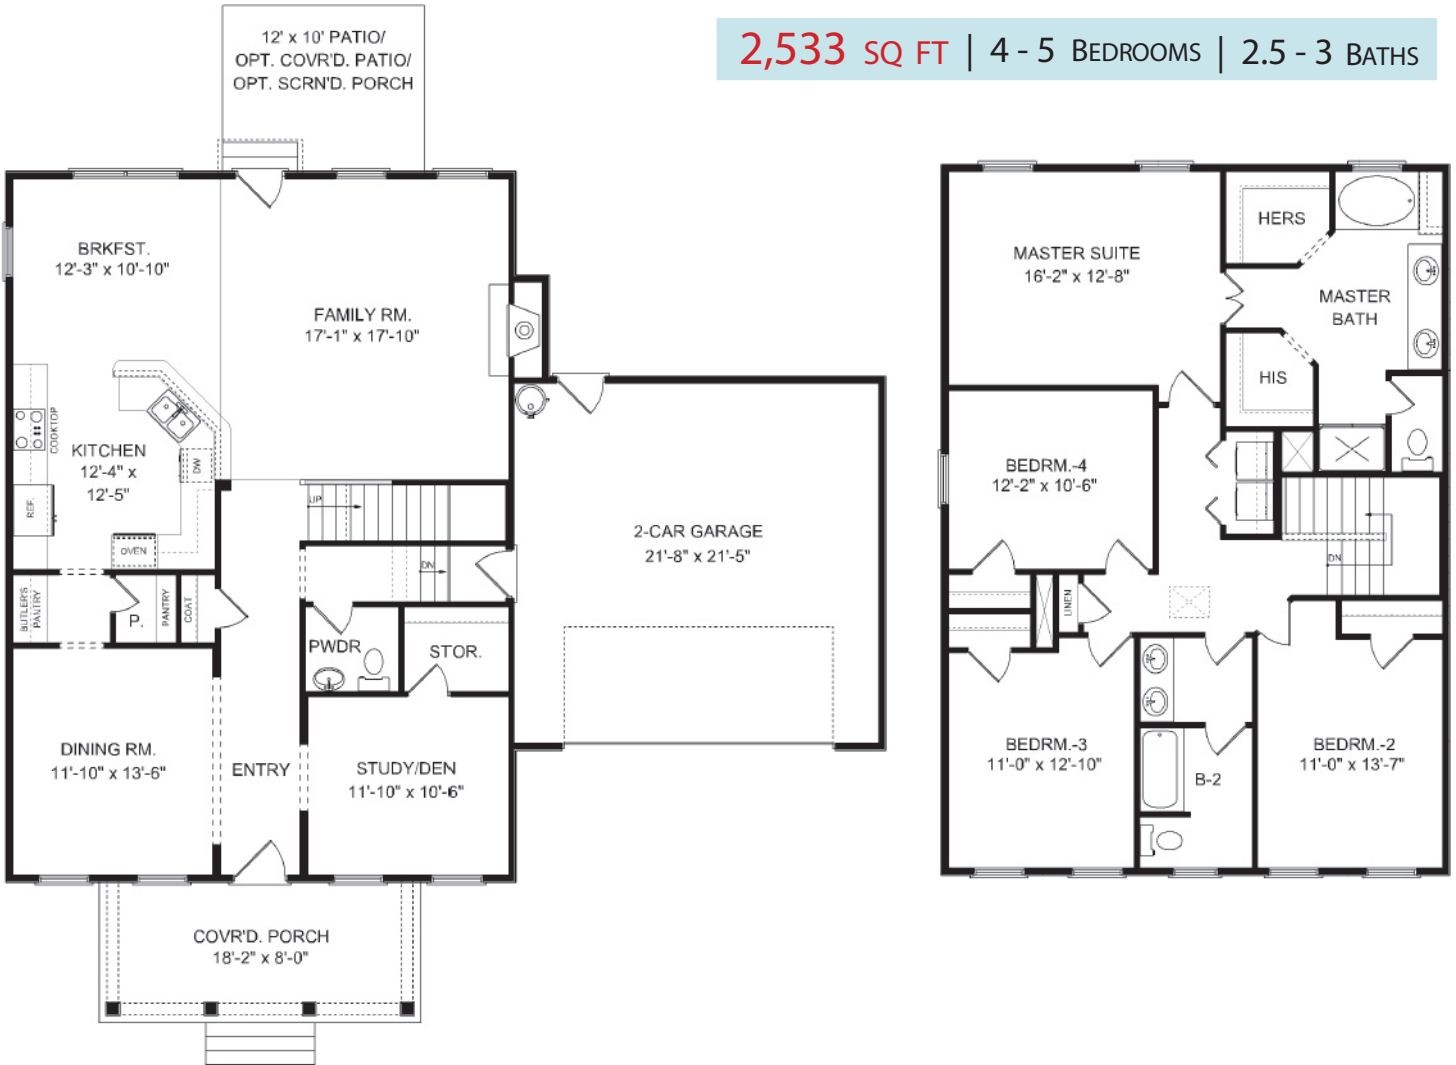 2,533 SQ FT | 4 - 5 BEDROOMS | 2.5 - 3 BATHS
12' x 10' PATIO/
OPT. COVR'D. PATIO/
OPT. SCRN'D. PORCH
BRKFST.
12'-3" x 10'-10"
FAMILY RM.
17'-1" x 17'-10"
COOKTOP
KITCHEN
12'-4" x
12'-5"
DW
REF.
OVEN
UP
DN
BUTLER'S
PANTRY
P.
PANTRY
COAT
PWDR
STOR.
2-CAR GARAGE
21'-8" x 21'-5"
DINING RM.
11'-10" x 13'-6"
ENTRY
STUDY/DEN
11'-10" x 10'-6"
COVR'D. PORCH
18'-2" x 8'-0"
MASTER SUITE
16'-2" x 12'-8"
HERS
MASTER
BATH
HIS
BEDRM.-4
12'-2" x 10'-6"
DN
LINEN
BEDRM.-3
11'-0" x 12'-10"
B-2
BEDRM.-2
11'-0" x 13'-7"